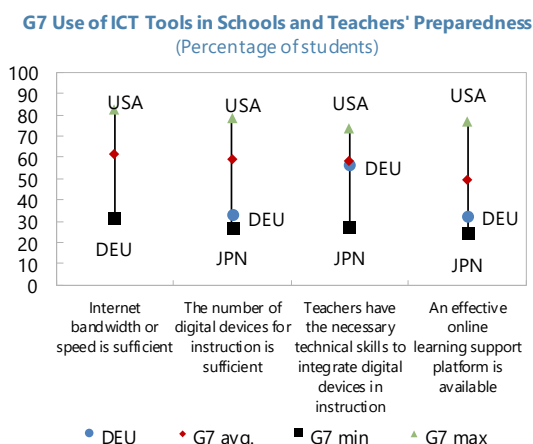 G7 Use of ICT Tools in Schools and Teachers' Preparedness
(Percentage of students)
100
90
80
70
60
50
40
30
20
10
0
USA
USA
USA
USA
DEU
DEU
DEU
DEU
JPN
JPN
JPN
Internet
bandwidth or
speed is sufficient
The number of
digital devices for
instruction is
sufficient
Teachers have
the necessary
technical skills to
integrate digital
devices in
instruction
An effective
online
learning support
platform is
available
DEU
G7 avg.
G7 min
G7 max